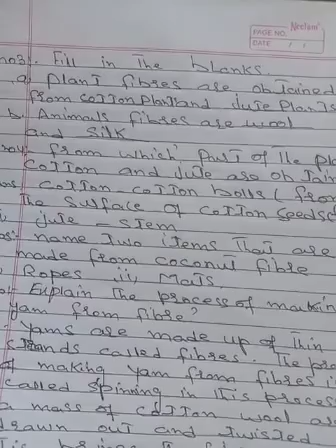 Neelam
PAGE NO.
DATE / /
no3. Fill in The blanks.
a. PlanT fibres are obtained
from coTTon planT and juTe planTs
b. Animals fibres are wool
and Silk
from which parT of The
coTTon and juTe are
coTTon - coTTon bolls ( from
The surface of coTTon seeds
juTe - sTem
name Two iTems ThaT are
made from coconuT fibre
Ropes ii, MaTs
Explain The process of
yarn from fibre?
yarns are made up of Thin
sTrands called fibres. The
of making yarn from fibres
called spinning in This process
a mass of coTTon wool
drawn ouT and Twisted